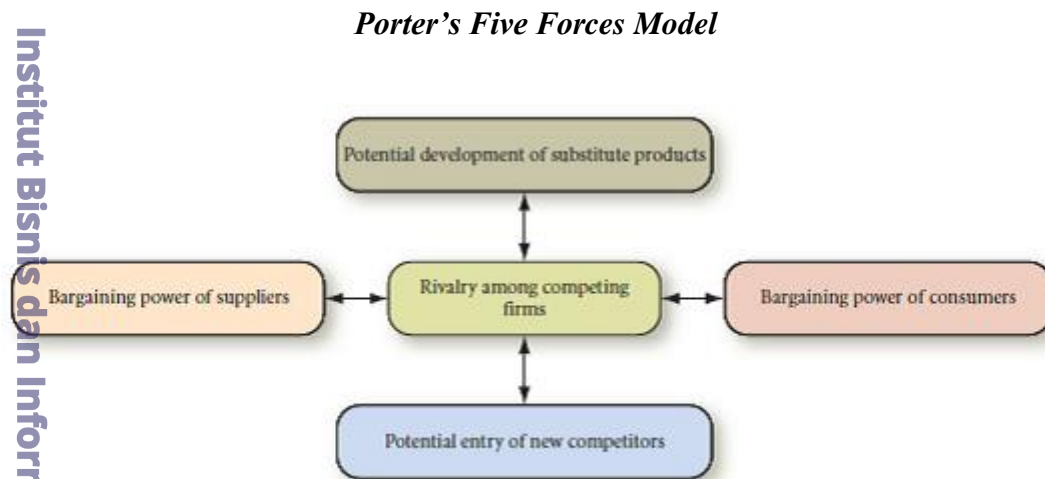 Porter's Five Forces Model
Potential development of substitute products
Bargaining power of suppliers
Rivalry among competing
firms
Bargaining power of consumers
Potential entry of new competitors
Institut Bisnis dan